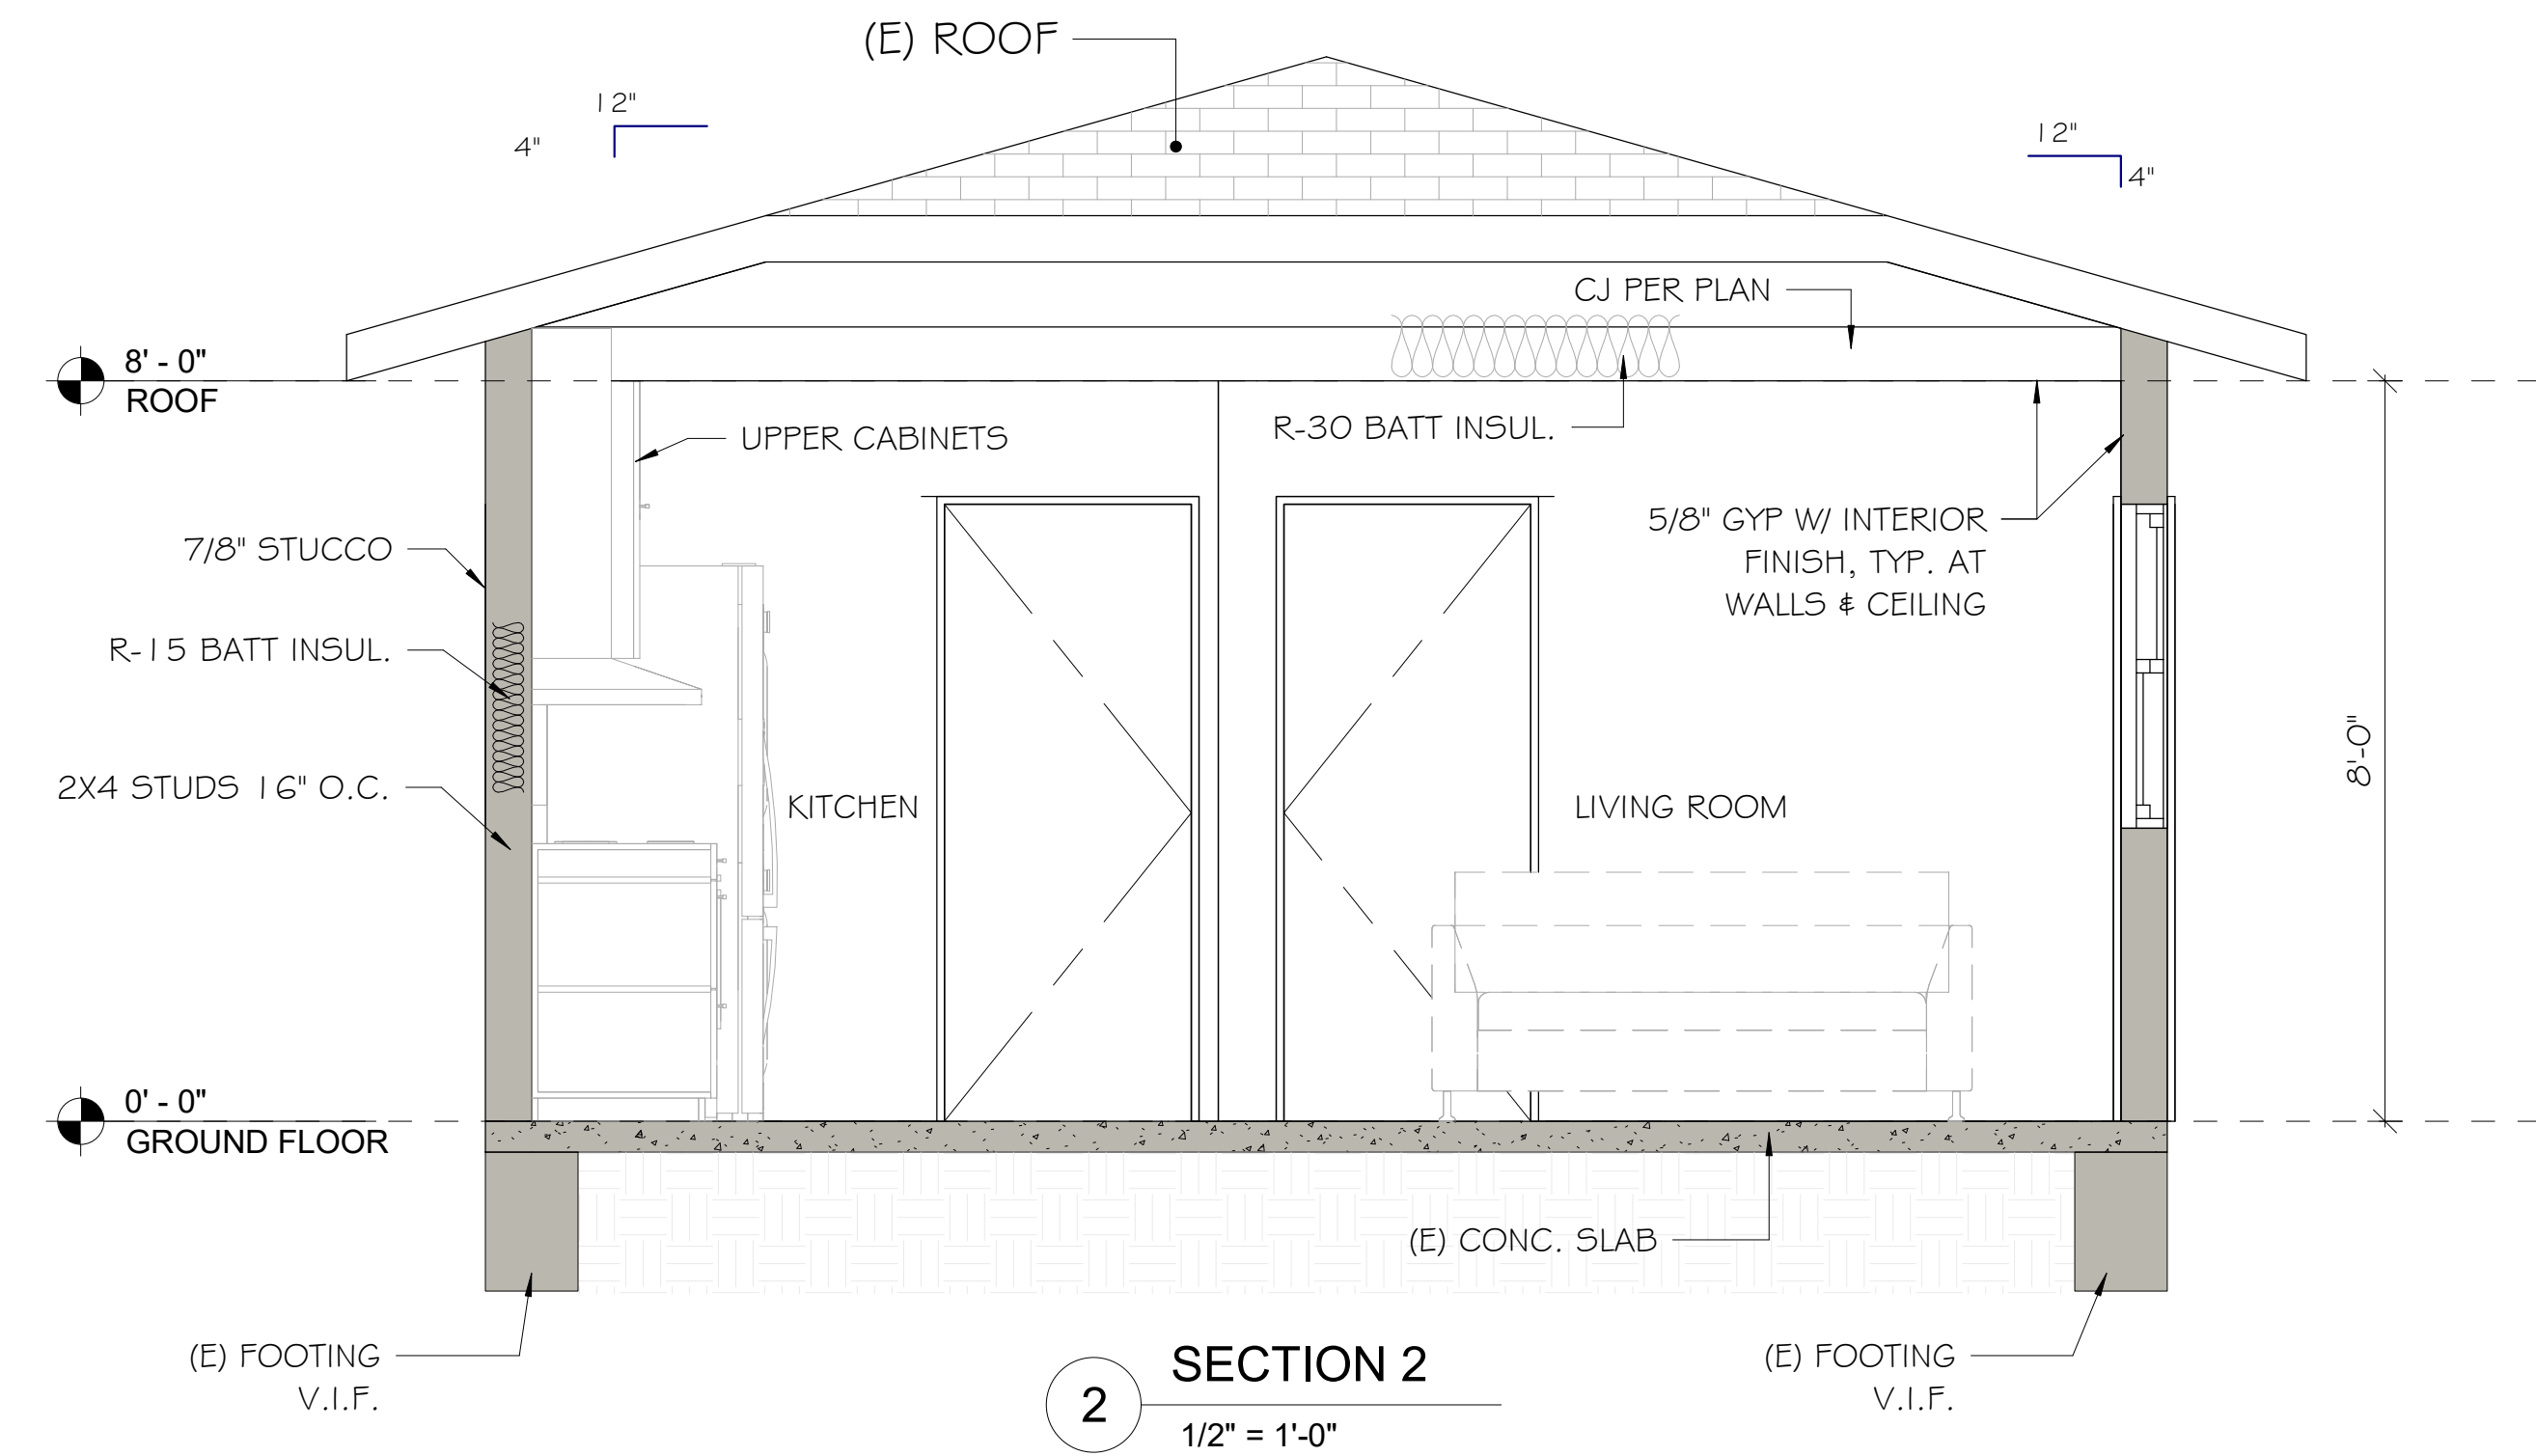 (E) ROOF
12"
4"
12"
4"
CJ PER PLAN
8' - 0"
ROOF
UPPER CABINETS
R-30 BATT INSUL.
7/8" STUCCO
5/8" GYP W/ INTERIOR
FINISH, TYP. AT
WALLS & CEILING
R-15 BATT INSUL.
2X4 STUDS 16" O.C.
KITCHEN
LIVING ROOM
8'-0"
0' - 0"
GROUND FLOOR
(E) CONC. SLAB
(E) FOOTING
V.I.F.
(E) FOOTING
V.I.F.
2
SECTION 2
1/2" = 1'-0"